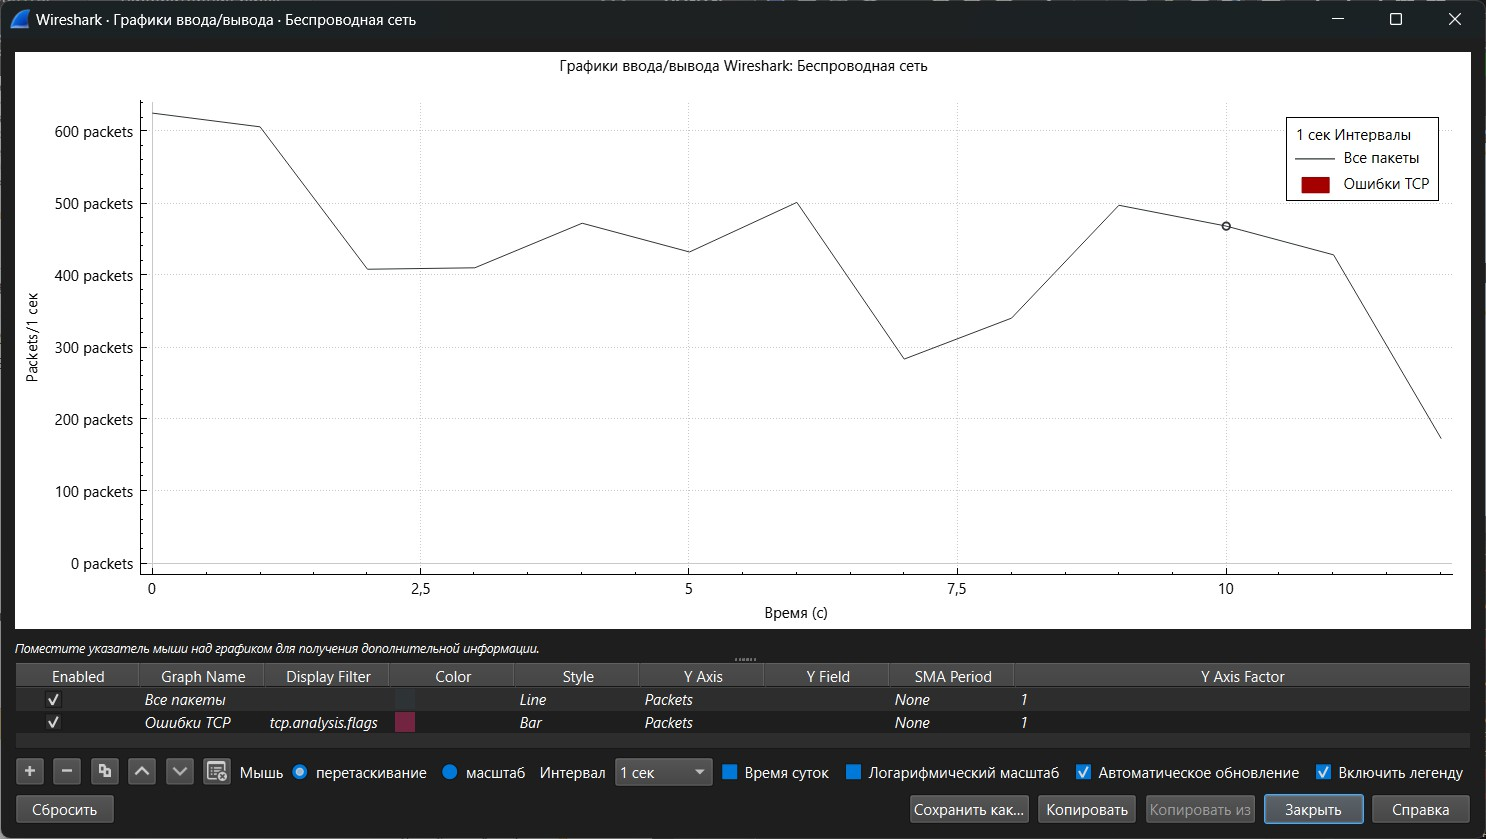 Wireshark · Графики ввода/вывода · Беспроводная сеть
Графики ввода/вывода Wireshark: Беспроводная сеть
600 packets
500 packets
400 packets
300 packets
200 packets
100 packets
0 packets
Packets/1 сек
1 сек Интервалы
Все пакеты
Ошибки TCP
0 2,5 5 7,5 10
Время (с)
Поместите указатель мыши над графиком для получения дополнительной информации.
Enabled Graph Name Display Filter Color Style Y Axis Y Field SMA Period Y Axis Factor
Все пакеты Line Packets None 1
Ошибки TCP tcp.analysis.flags Bar Packets None 1
Мышь перетаскивание масштаб Интервал 1 сек Время суток Логарифмический масштаб Автоматическое обновление Включить легенду
Сбросить Сохранить как... Копировать Копировать из Закрыть Справка